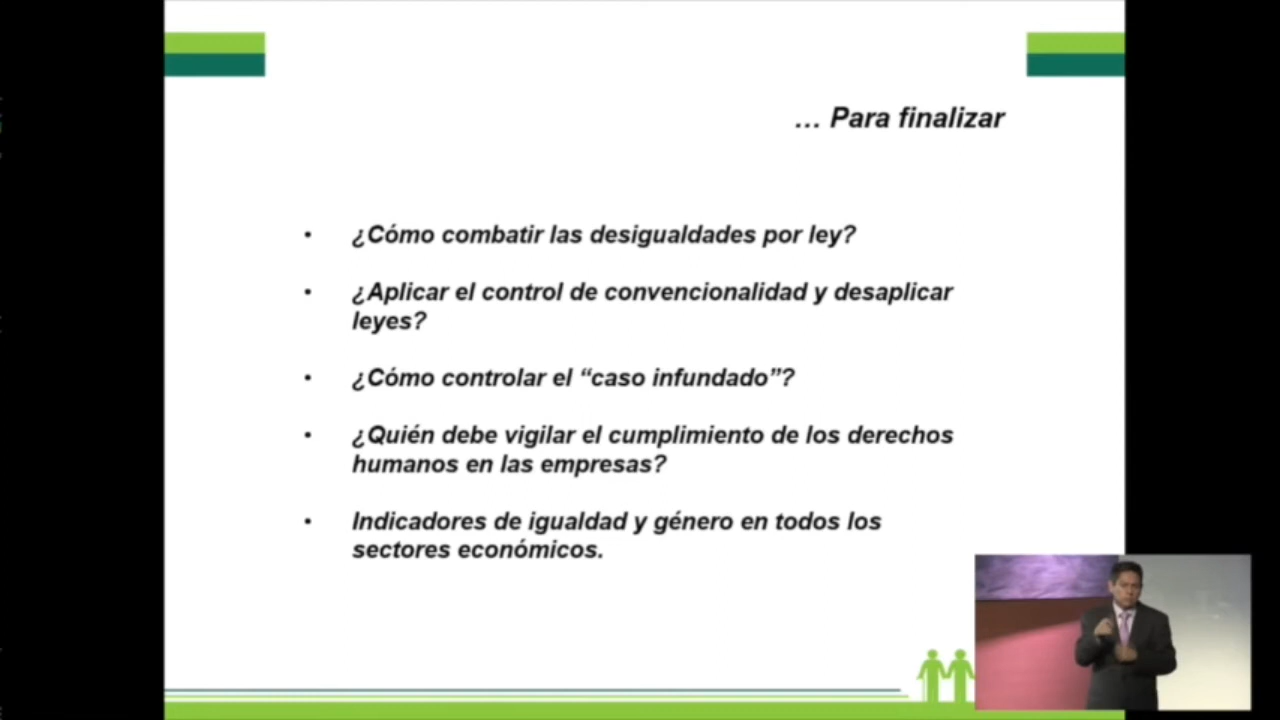 … Para finalizar
• ¿Cómo combatir las desigualdades por ley?
• ¿Aplicar el control de convencionalidad y desaplicar
leyes?
• ¿Cómo controlar el “caso infundado”?
• ¿Quién debe vigilar el cumplimiento de los derechos
humanos en las empresas?
• Indicadores de igualdad y género en todos los
sectores económicos.